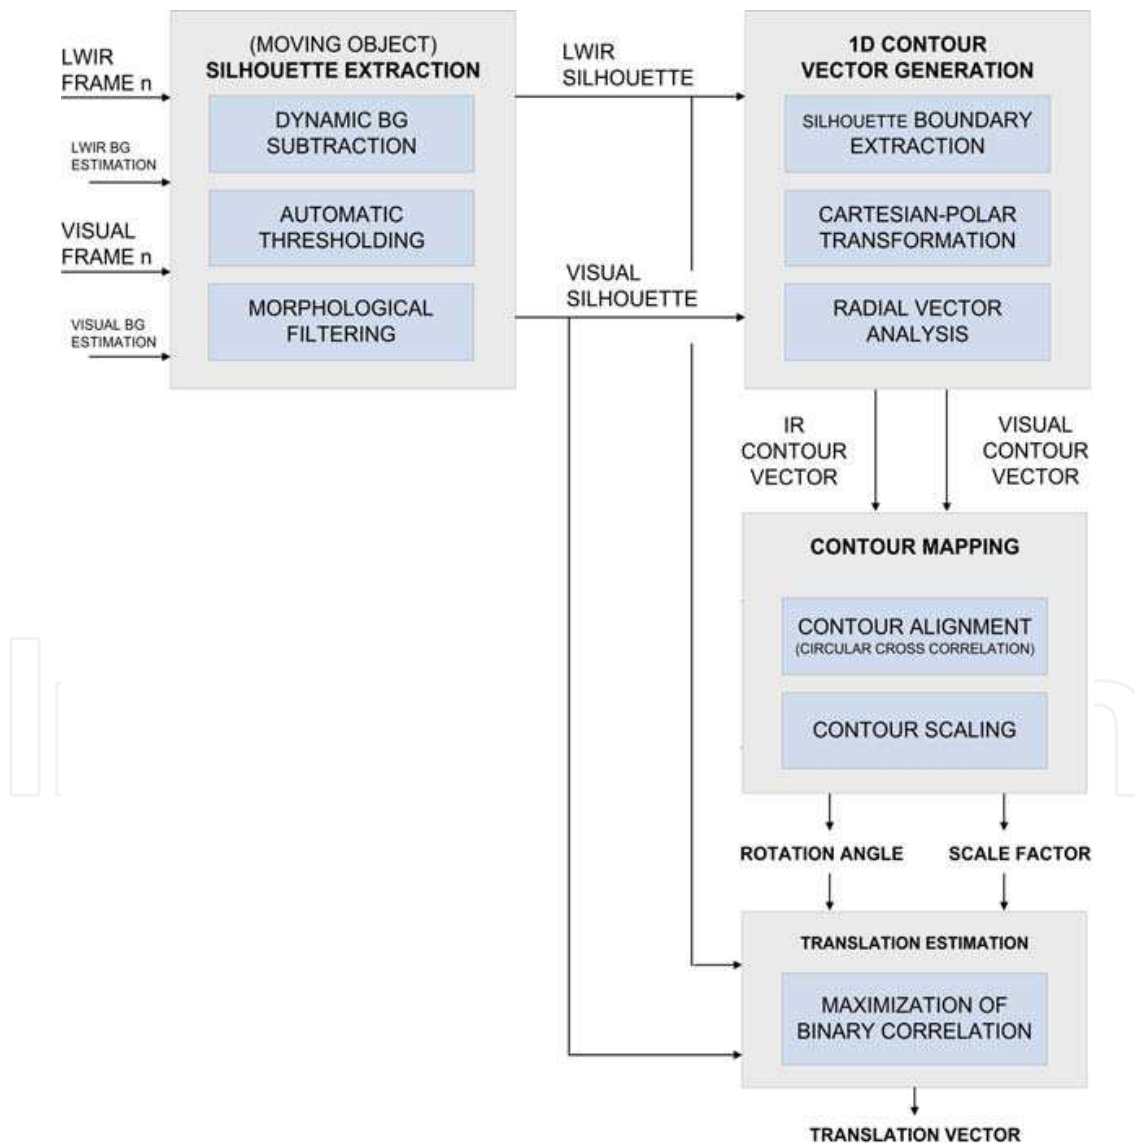 LWIR
FRAME n
LWIR BG
ESTIMATION
VISUAL
FRAME n
VISUAL BG
ESTIMATION
(MOVING OBJECT)
SILHOUETTE EXTRACTION
DYNAMIC BG
SUBTRACTION
AUTOMATIC
THRESHOLDING
MORPHOLOGICAL
FILTERING
LWIR
SILHOUETTE
VISUAL
SILHOUETTE
1D CONTOUR
VECTOR GENERATION
SILHOUETTE BOUNDARY
EXTRACTION
CARTESIAN-POLAR
TRANSFORMATION
RADIAL VECTOR
ANALYSIS
IR
CONTOUR
VECTOR
VISUAL
CONTOUR
VECTOR
CONTOUR MAPPING
CONTOUR ALIGNMENT
(CIRCULAR CROSS CORRELATION)
CONTOUR SCALING
ROTATION ANGLE
SCALE FACTOR
TRANSLATION ESTIMATION
MAXIMIZATION OF
BINARY CORRELATION
TRANSLATION VECTOR